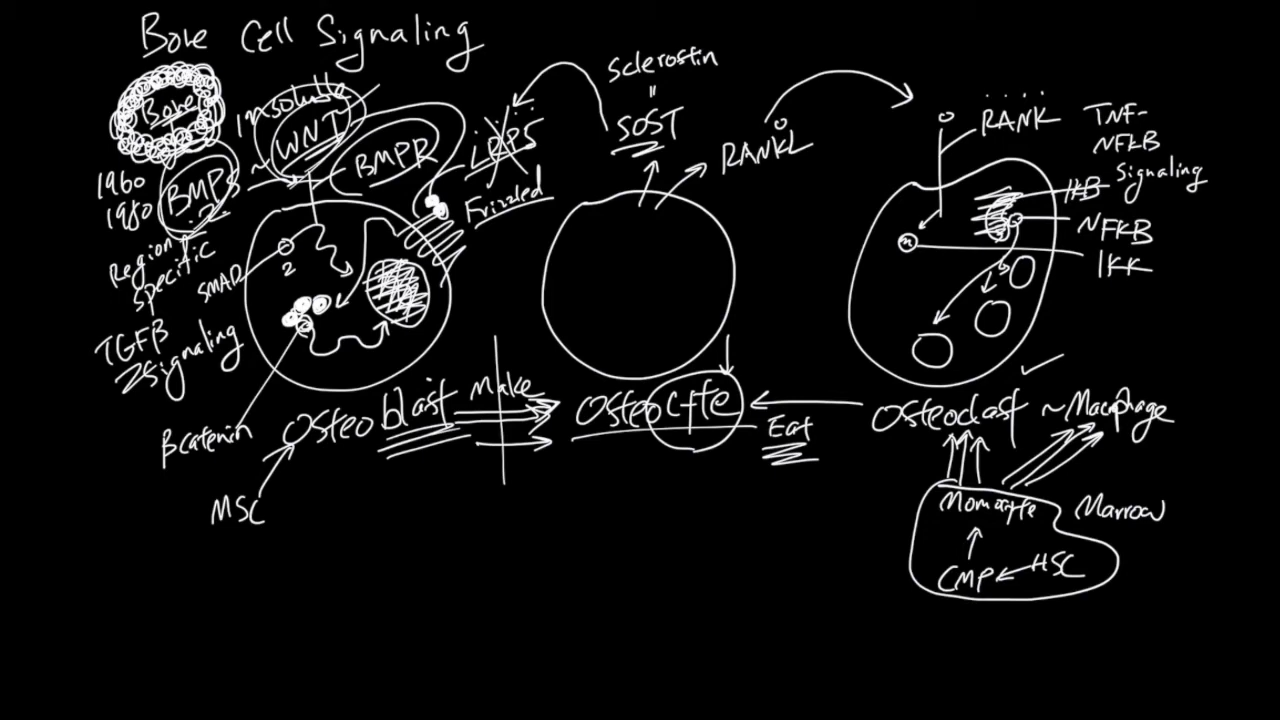 Bone Cell Signaling
Bone
insoluble
WNT
BMPR
LRP5
Frizzled
1960
1980
BMPs
Region
specific
SMAD
2
TGFB
Signaling
Bcatenin
Osteoblast
MSC
Make
sclerostin
=
SOST
RANKL
Osteocyte
Eat
RANK
TNF-
NFKB
Signaling
IKB
NFKB
IKK
Osteoclast ~Macrophage
Monocyte
Marrow
CMP
HSC